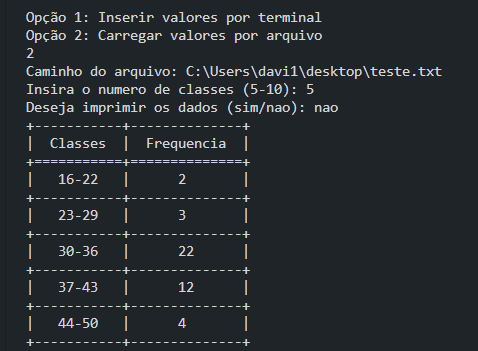 Opção 1: Inserir valores por terminal
Opção 2: Carregar valores por arquivo
2
Caminho do arquivo: C:\Users\davi1\desktop\teste.txt
Insira o numero de classes (5-10): 5
Deseja imprimir os dados (sim/nao): nao
+-----------+--------------+
|  Classes  |  Frequencia  |
+===========+==============+
|   16-22   |      2       |
+-----------+--------------+
|   23-29   |      3       |
+-----------+--------------+
|   30-36   |      22      |
+-----------+--------------+
|   37-43   |      12      |
+-----------+--------------+
|   44-50   |      4       |
+-----------+--------------+